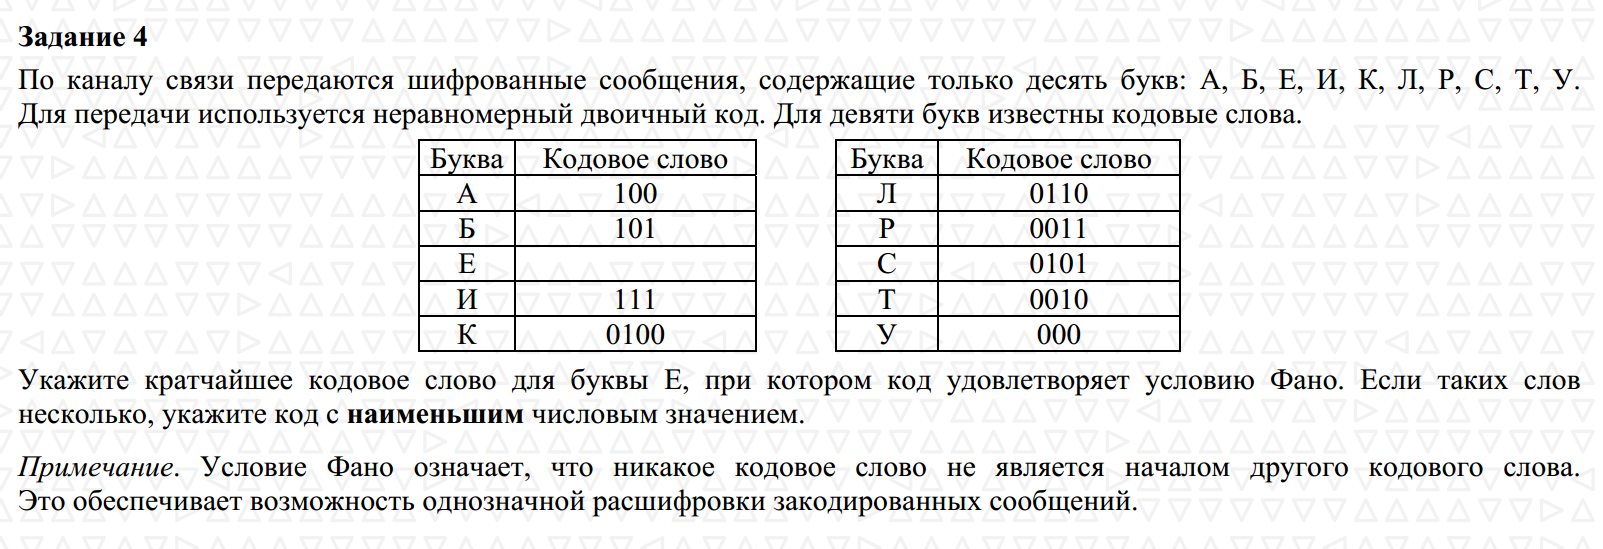 Задание 4
По каналу связи передаются шифрованные сообщения, содержащие только десять букв: А, Б, Е, И, К, Л, Р, С, Т, У.
Для передачи используется неравномерный двоичный код. Для девяти букв известны кодовые слова.
Буква Кодовое слово
А 100
Б 101
Е
И 111
К 0100
Буква Кодовое слово
Л 0110
Р 0011
С 0101
Т 0010
У 000
Укажите кратчайшее кодовое слово для буквы Е, при котором код удовлетворяет условию Фано. Если таких слов
несколько, укажите код с наименьшим числовым значением.
Примечание. Условие Фано означает, что никакое кодовое слово не является началом другого кодового слова.
Это обеспечивает возможность однозначной расшифровки закодированных сообщений.